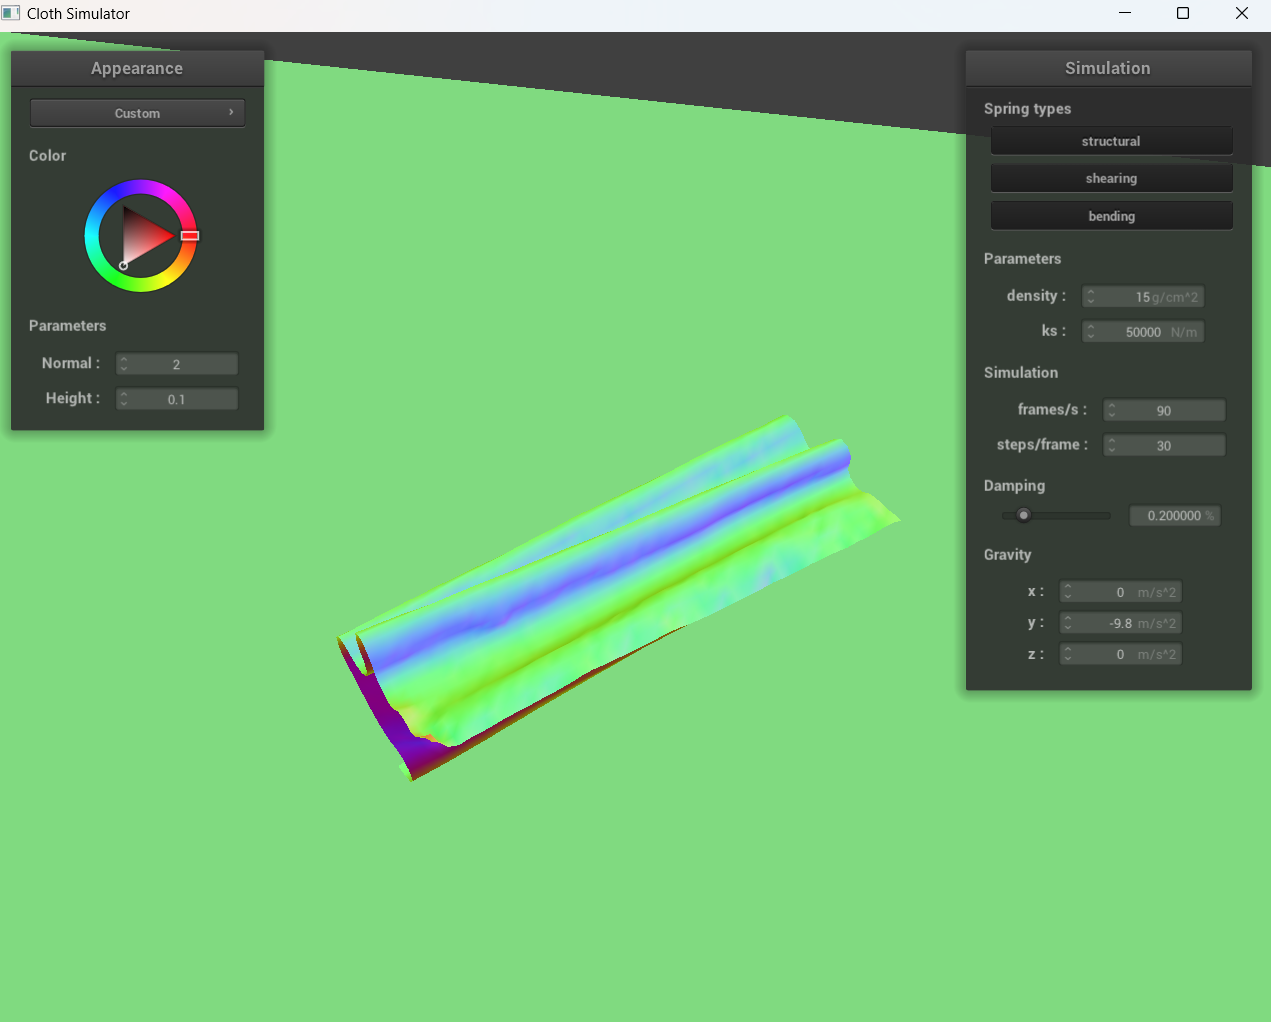 Cloth Simulator
Appearance
Custom
Color
Parameters
Normal : 2
Height : 0.1
Simulation
Spring types
structural
shearing
bending
Parameters
density : 15 g/cm^2
ks : 50000 N/m
Simulation
frames/s : 90
steps/frame : 30
Damping
0.200000 %
Gravity
x : 0 m/s^2
y : -9.8 m/s^2
z : 0 m/s^2